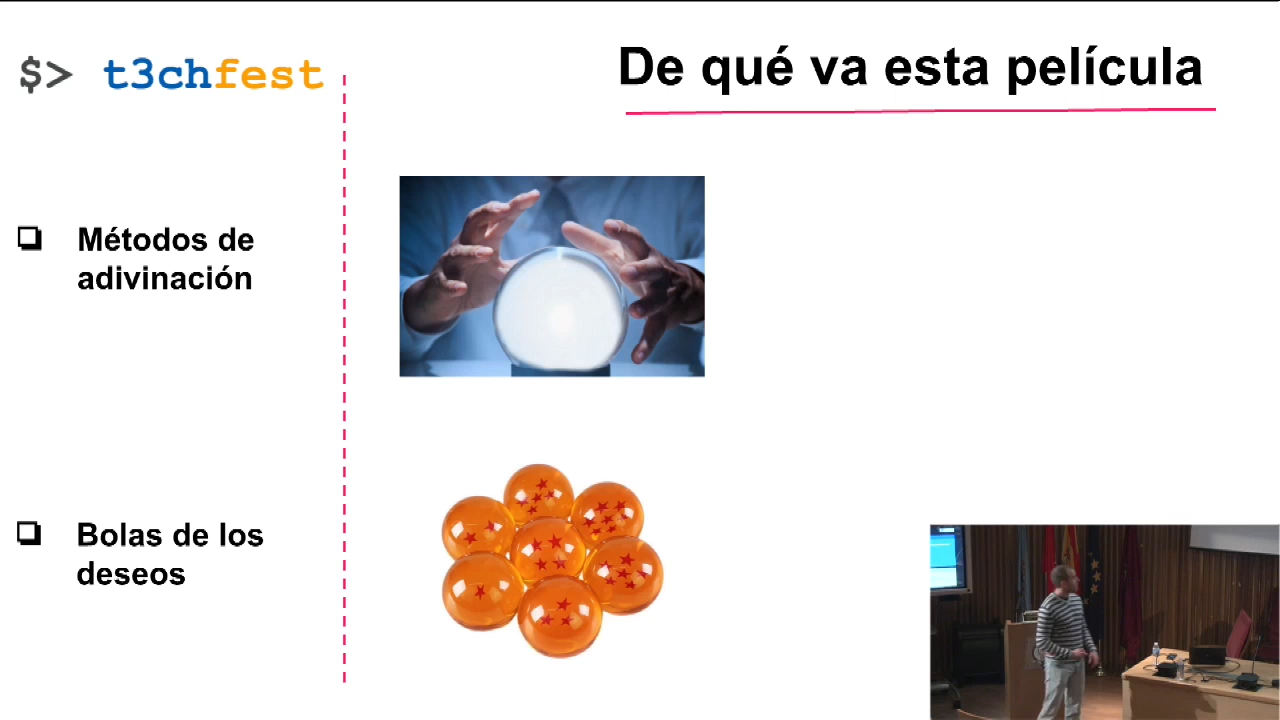 $> t3chfest
De qué va esta película
Métodos de
adivinación
Bolas de los
deseos